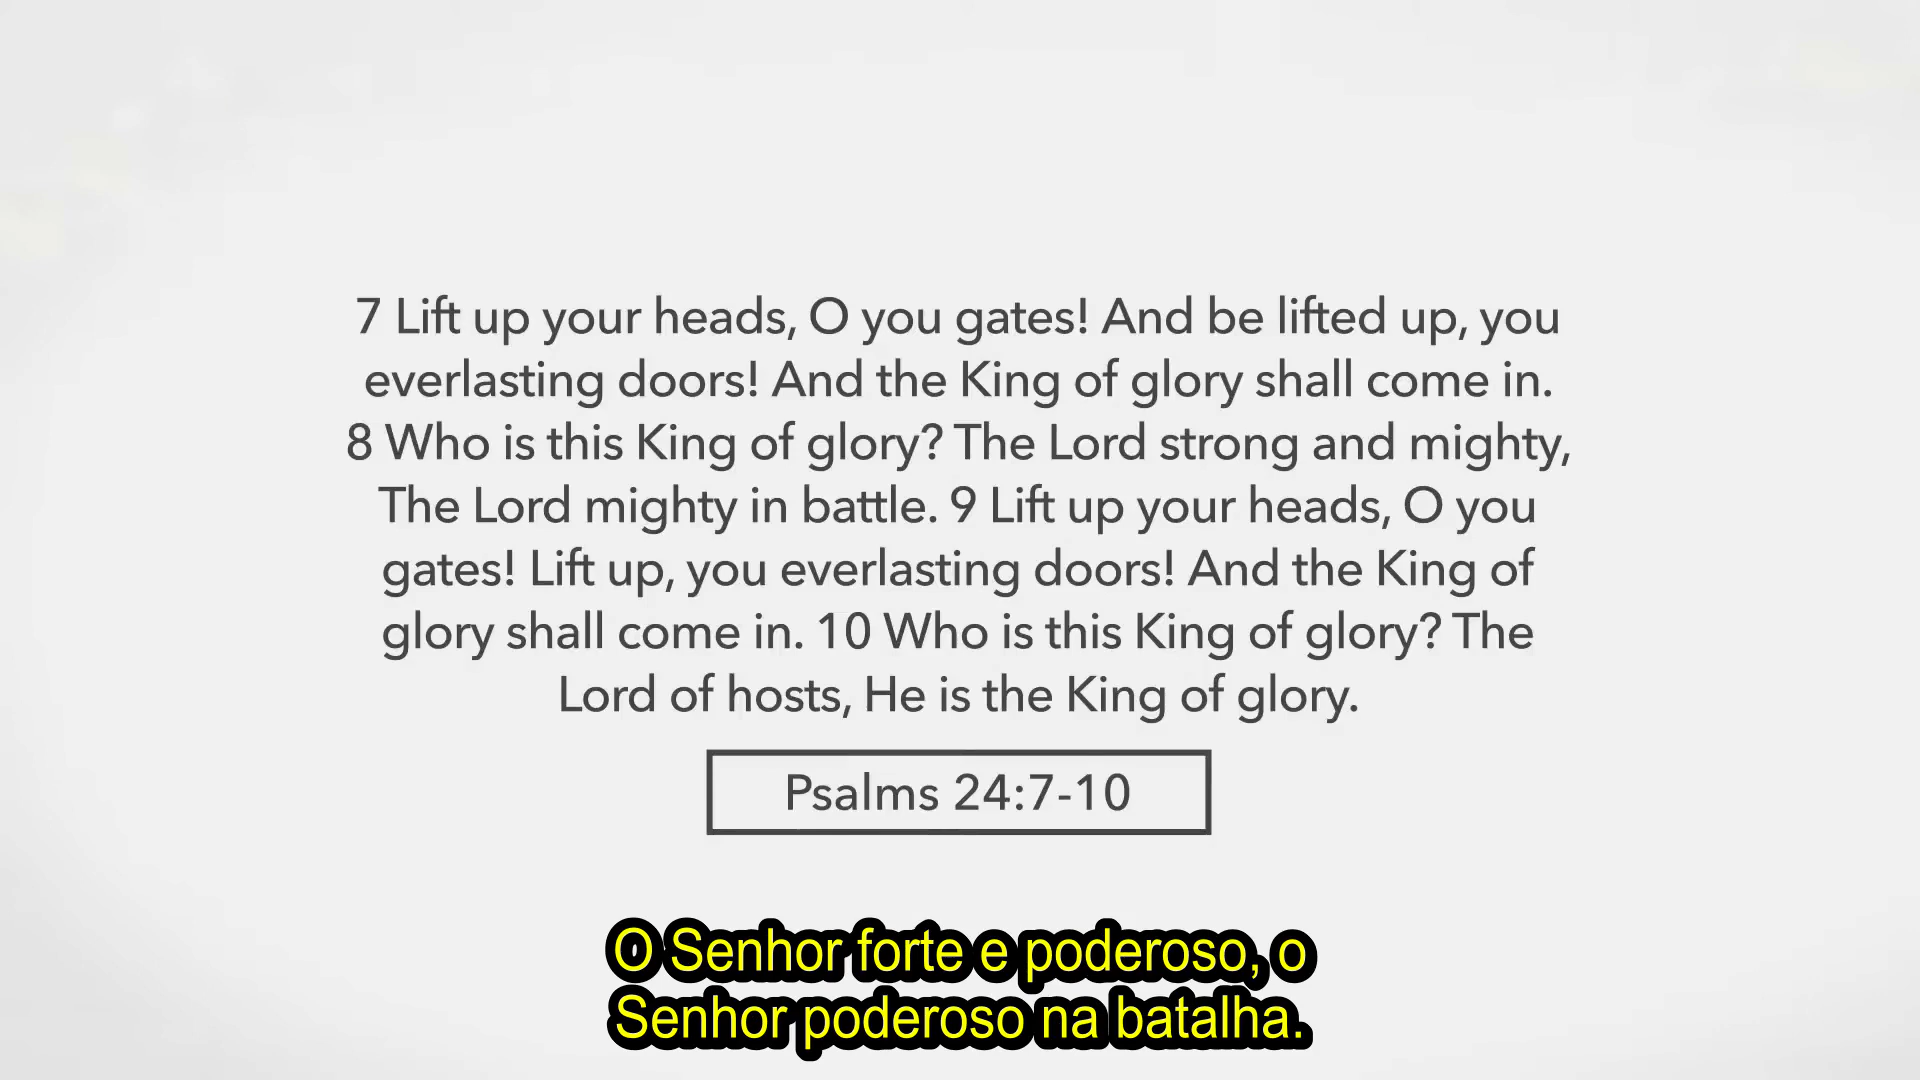 7 Lift up your heads, O you gates! And be lifted up, you
everlasting doors! And the King of glory shall come in.
8 Who is this King of glory? The Lord strong and mighty,
The Lord mighty in battle. 9 Lift up your heads, O you
gates! Lift up, you everlasting doors! And the King of
glory shall come in. 10 Who is this King of glory? The
Lord of hosts, He is the King of glory.
Psalms 24:7-10
O Senhor forte e poderoso, o
Senhor poderoso na batalha.